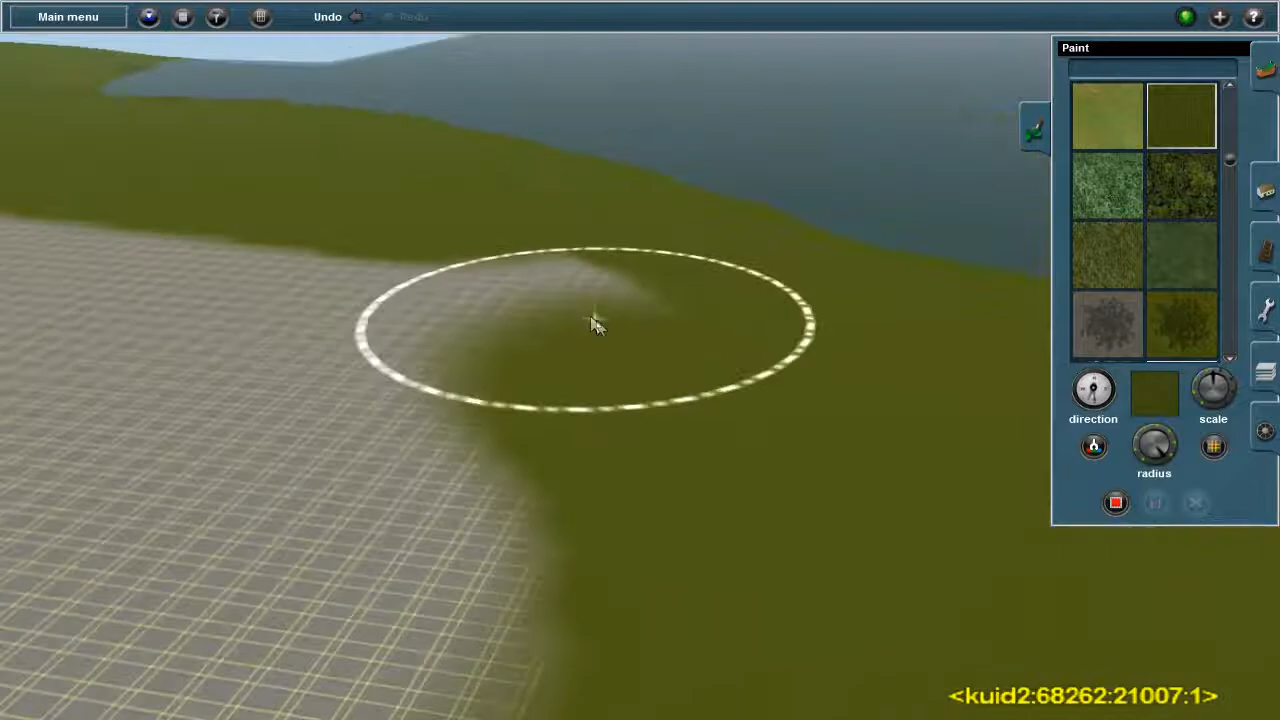 Main menu
Undo
Redo
?
Paint
direction
scale
radius
<kuid2:68262:21007:1>